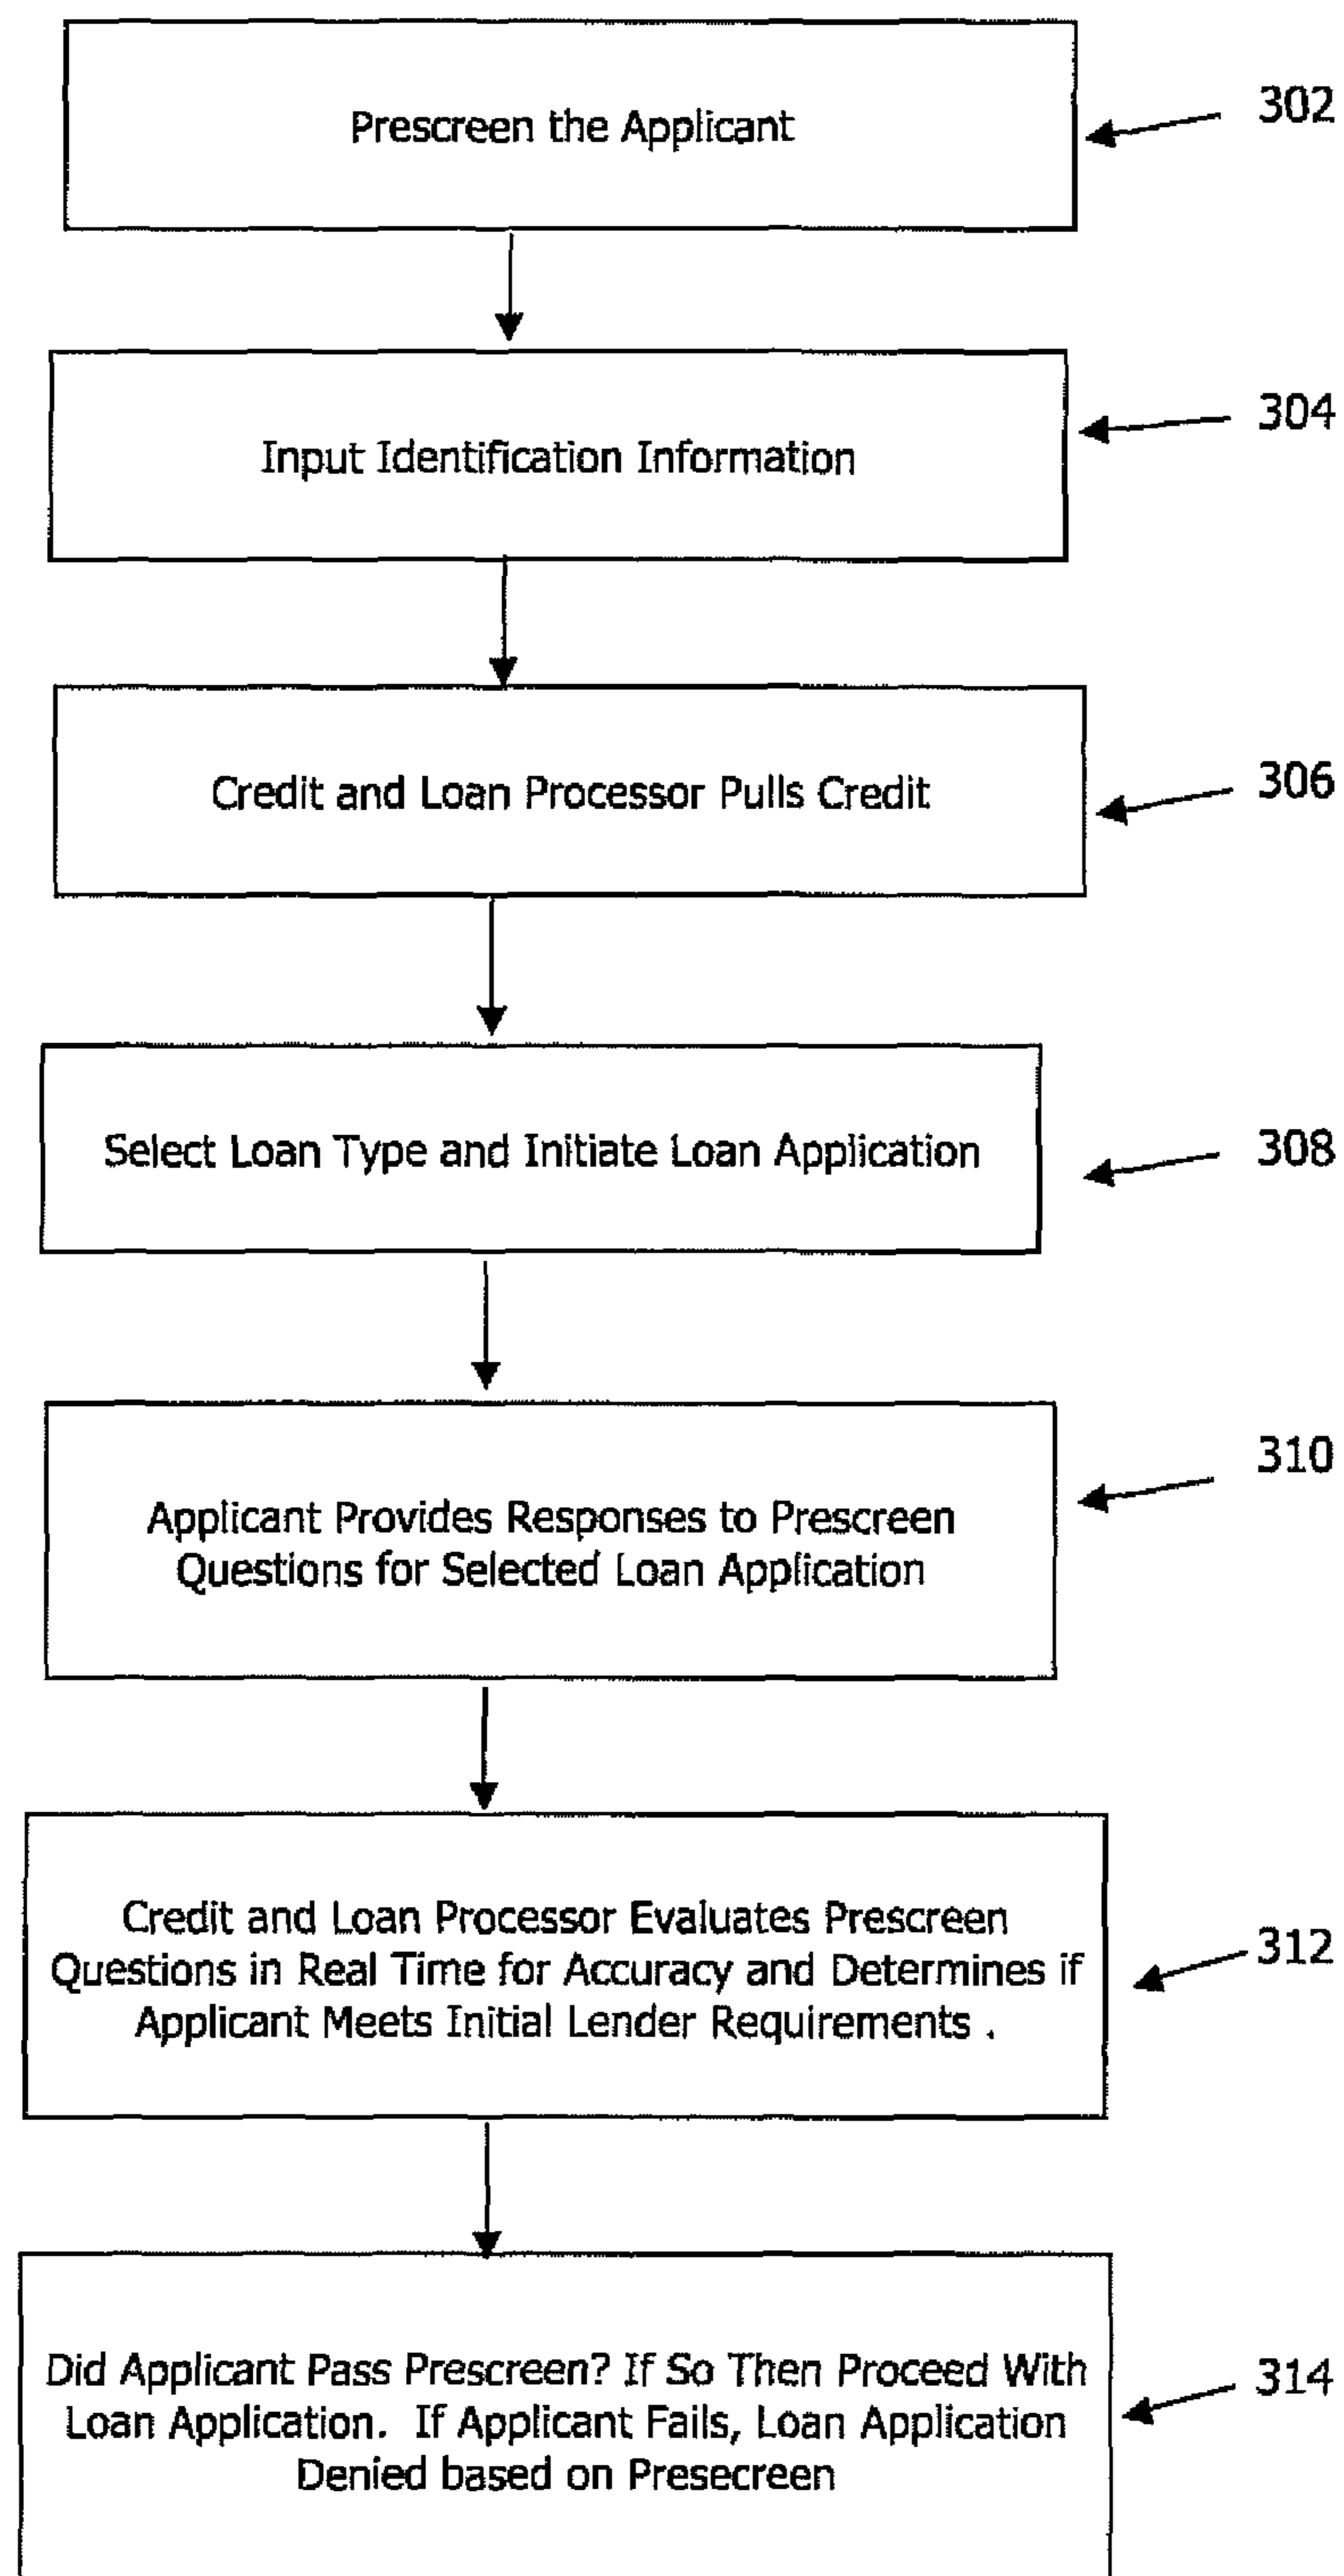 Prescreen the Applicant
302
Input Identification Information
304
Credit and Loan Processor Pulls Credit
306
Select Loan Type and Initiate Loan Application
308
Applicant Provides Responses to Prescreen
Questions for Selected Loan Application
310
Credit and Loan Processor Evaluates Prescreen
Questions in Real Time for Accuracy and Determines if
Applicant Meets Initial Lender Requirements .
312
Did Applicant Pass Prescreen? If So Then Proceed With
Loan Application. If Applicant Fails, Loan Application
Denied based on Presecreen
314